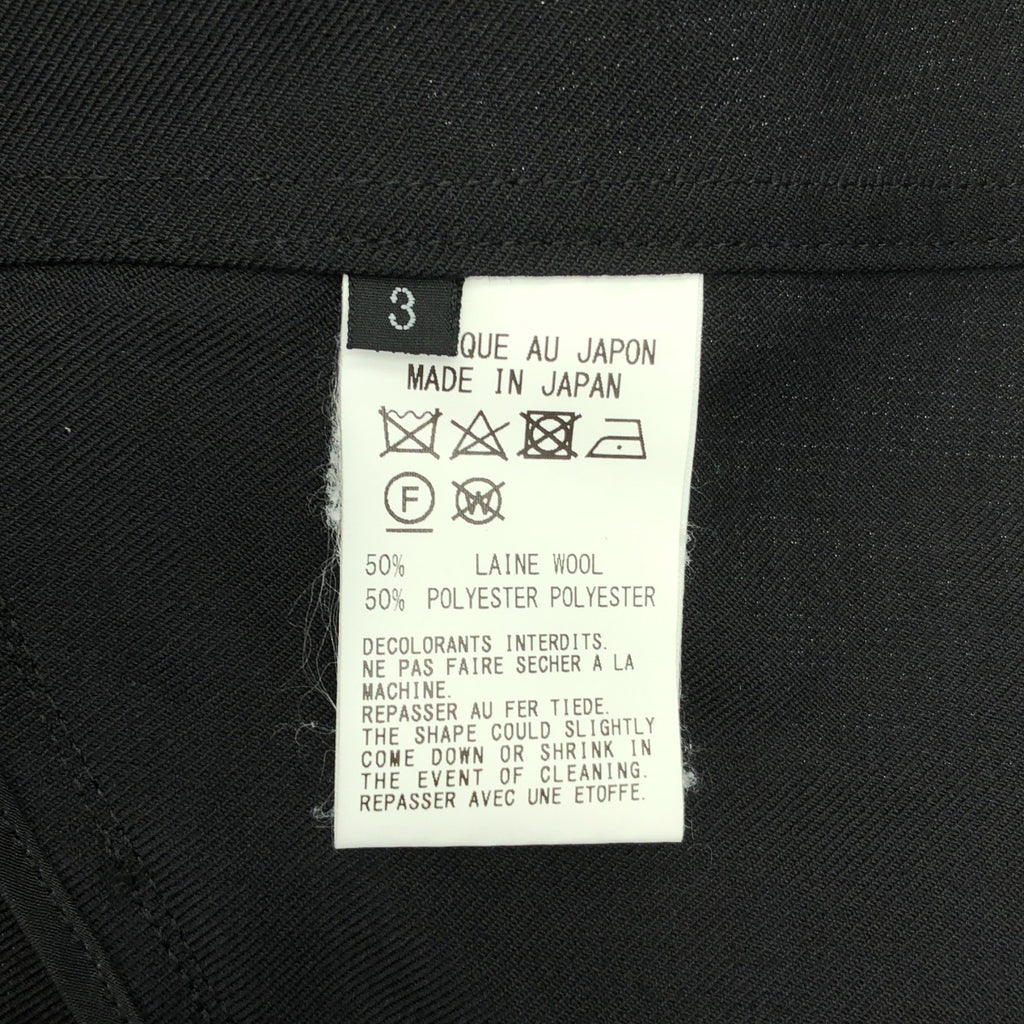 3
QUE AU JAPON
MADE IN JAPAN
F
W
50% LAINE WOOL
50% POLYESTER POLYESTER
DECOLORANTS INTERDITS.
NE PAS FAIRE SECHER A LA
MACHINE.
REPASSER AU FER TIEDE.
THE SHAPE COULD SLIGHTLY
COME DOWN OR SHRINK IN
THE EVENT OF CLEANING.
REPASSER AVEC UNE ETOFFE.